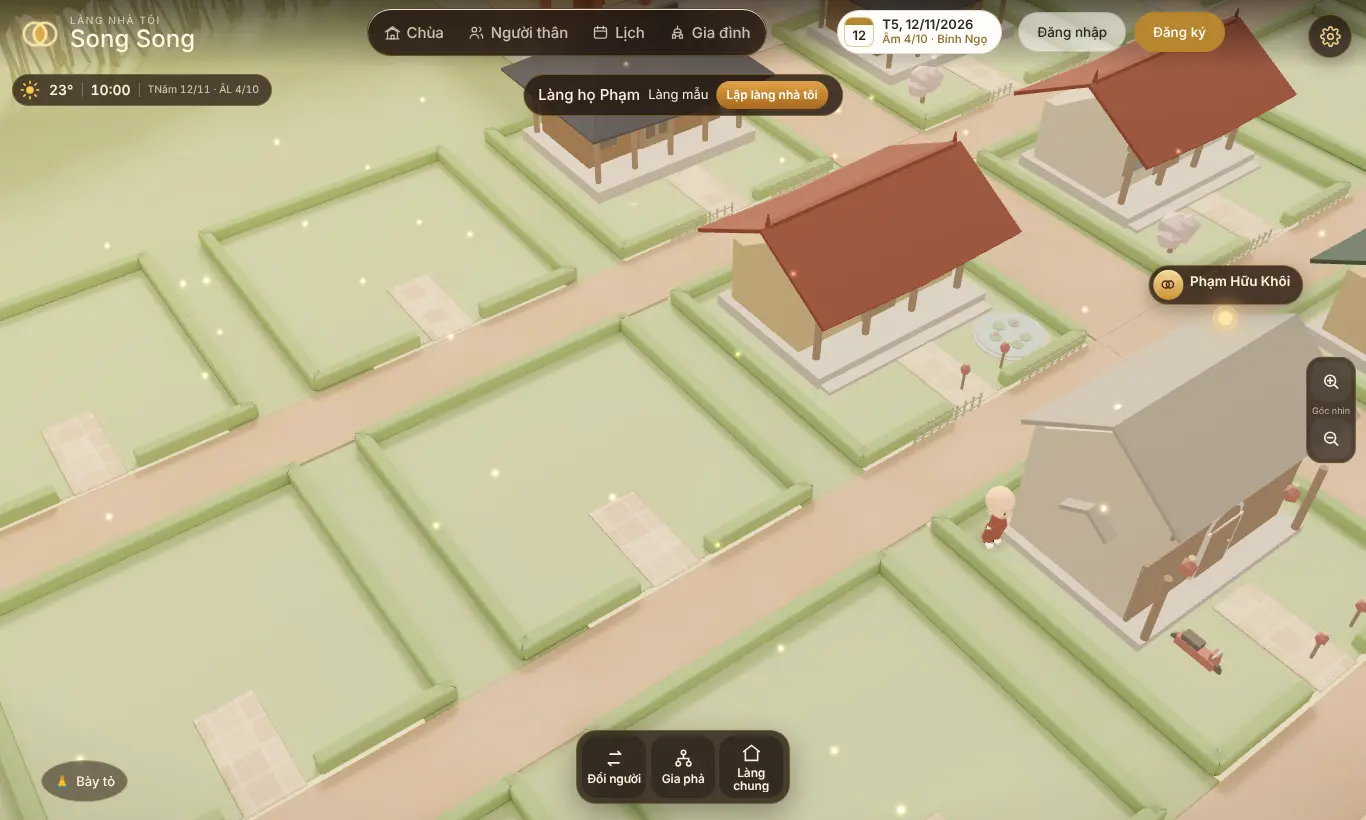 LÀNG NHÀ TÔI
Song Song
Chùa
Người thân
Lịch
Gia đình
12
T5, 12/11/2026
Âm 4/10 · Bính Ngọ
Đăng nhập
Đăng ký
23°
10:00
TNăm 12/11 · ÂL 4/10
Làng họ Phạm
Làng mẫu
Lập làng nhà tôi
Phạm Hữu Khôi
Góc nhìn
Bày tỏ
Đổi người
Gia phả
Làng
chung